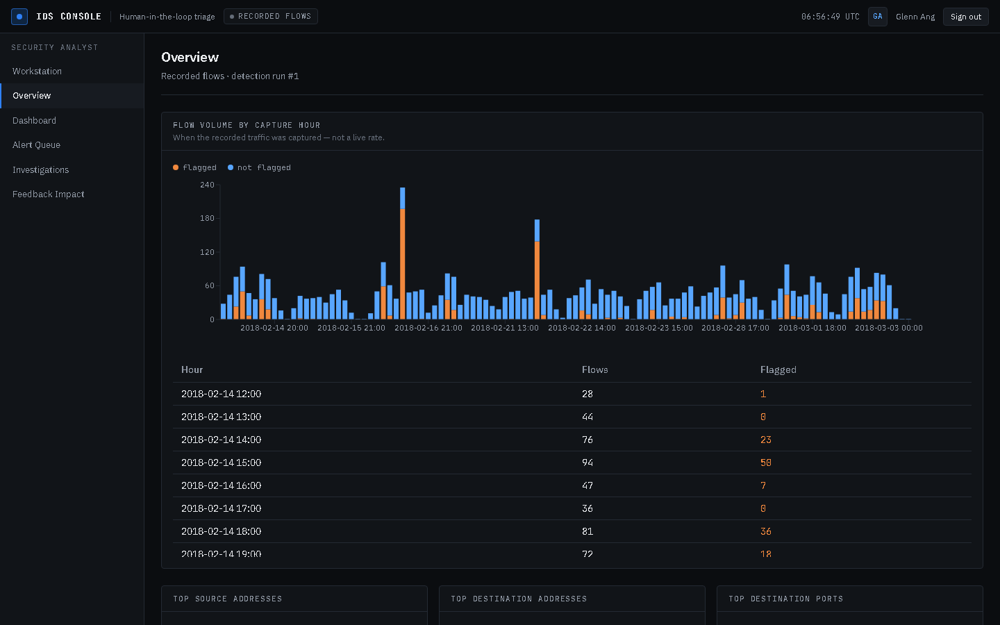 IDS CONSOLE Human-in-the-loop triage RECORDED FLOWS 06:56:49 UTC GA Glenn Ang Sign out
SECURITY ANALYST
Workstation
Overview
Dashboard
Alert Queue
Investigations
Feedback Impact
Overview
Recorded flows · detection run #1
FLOW VOLUME BY CAPTURE HOUR
When the recorded traffic was captured — not a live rate.
flagged not flagged
240
180
120
60
0
2018-02-14 20:00 2018-02-15 21:00 2018-02-16 21:00 2018-02-21 13:00 2018-02-22 14:00 2018-02-23 15:00 2018-02-28 17:00 2018-03-01 18:00 2018-03-03 00:00
Hour Flows Flagged
2018-02-14 12:00 28 1
2018-02-14 13:00 44 0
2018-02-14 14:00 76 23
2018-02-14 15:00 94 50
2018-02-14 16:00 47 7
2018-02-14 17:00 36 0
2018-02-14 18:00 81 36
2018-02-14 19:00 72 18
TOP SOURCE ADDRESSES TOP DESTINATION ADDRESSES TOP DESTINATION PORTS